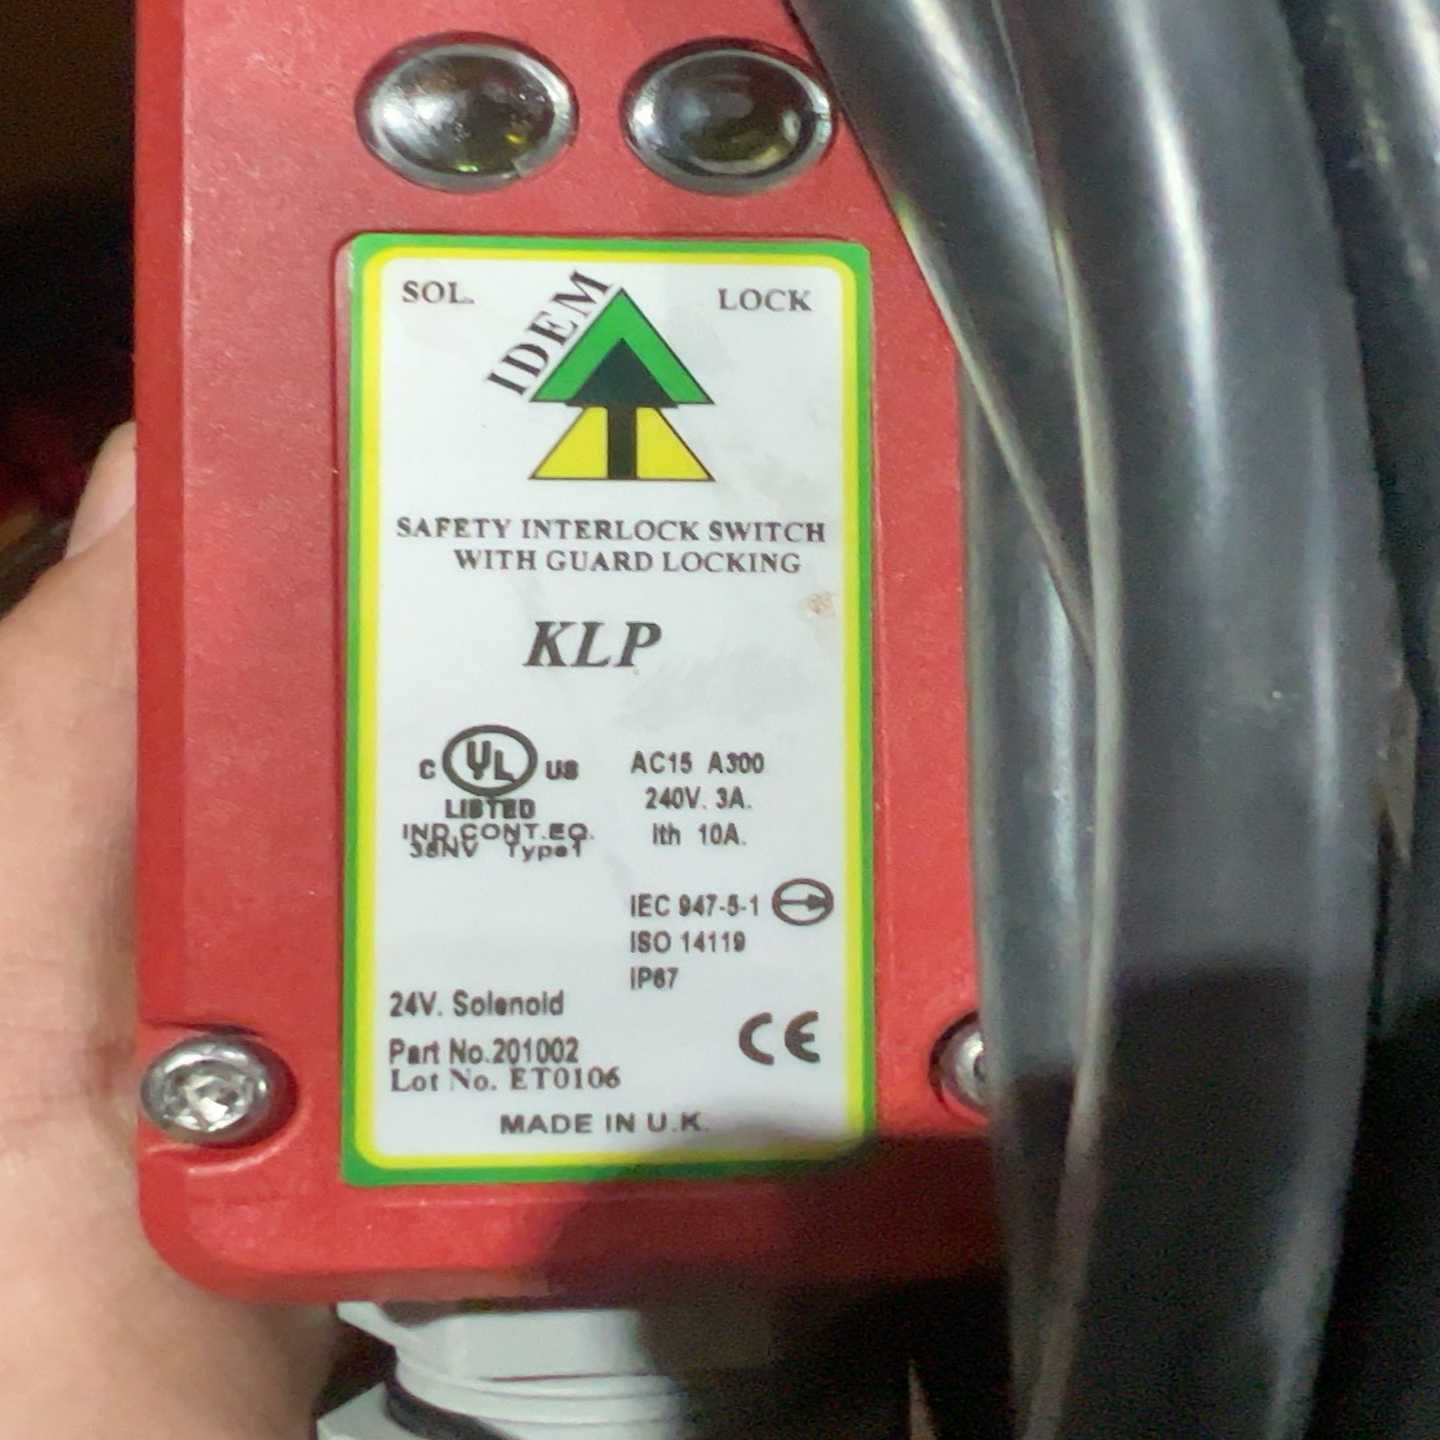 SOL.
LOCK
IDEM
SAFETY INTERLOCK SWITCH
WITH GUARD LOCKING
KLP
C UL US
LISTED
IND.CONT.EQ.
38NV Type1
AC15 A300
240V. 3A.
Ith 10A.
IEC 947-5-1
ISO 14119
IP67
24V. Solenoid
Part No.201002
Lot No. ET0106
CE
MADE IN U.K.